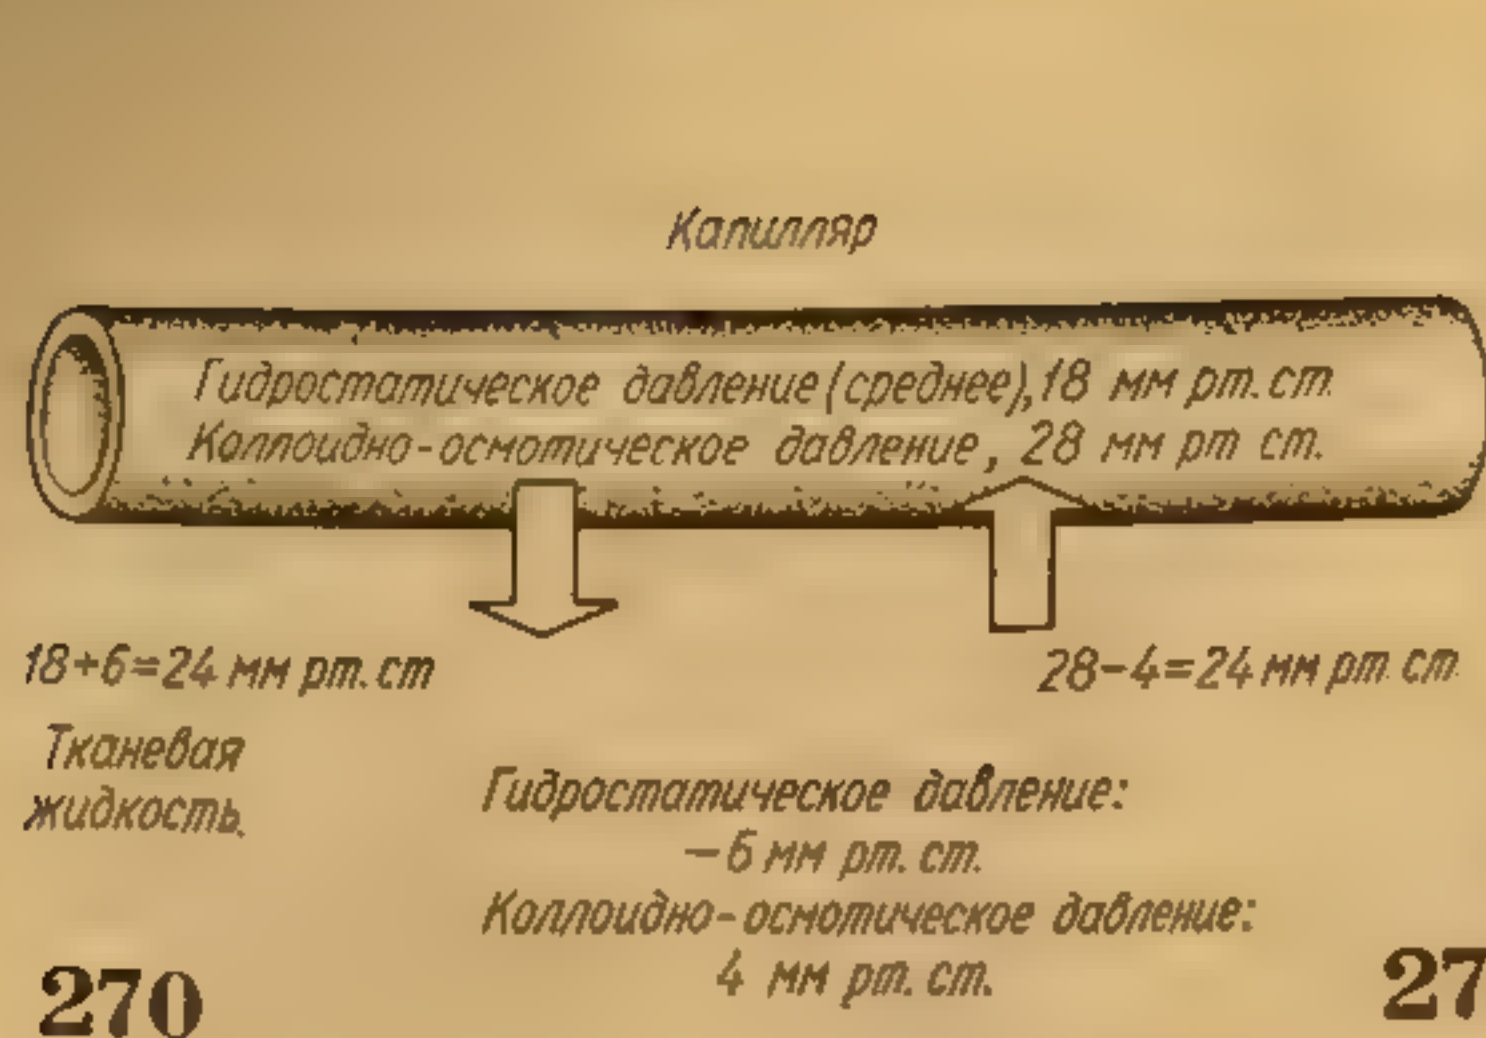 Капилляр
Гидростатическое давление (среднее), 18 мм рт. ст.
Коллоидно-осмотическое давление, 28 мм рт ст.
18+6=24 мм рт. ст
28-4=24 мм рт. ст
Тканевая
жидкость
Гидростатическое давление:
-6 мм рт. ст.
Коллоидно-осмотическое давление:
4 мм рт. ст.
270
27